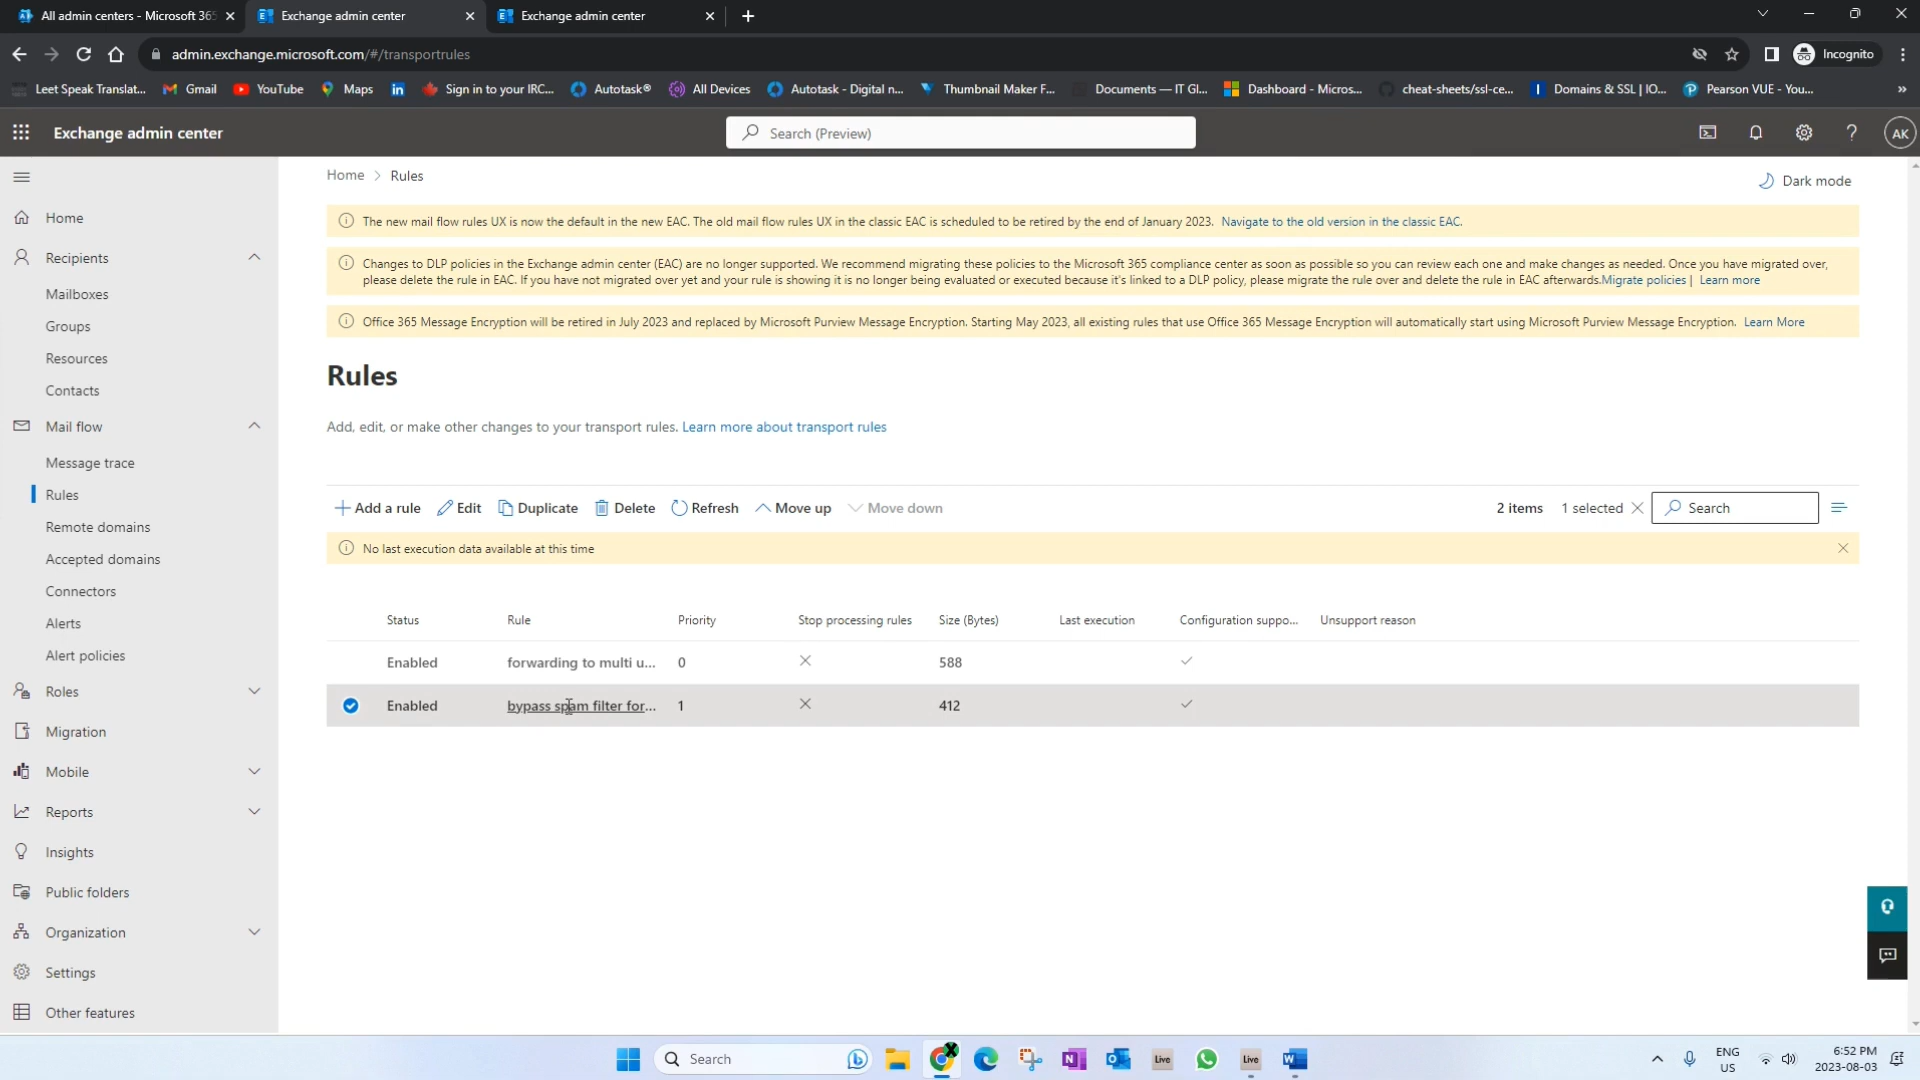 All admin centers - Microsoft 365
Exchange admin center
Exchange admin center
admin.exchange.microsoft.com/#/transportrules
Incognito
Leet Speak Translat...
Gmail
YouTube
Maps
Sign in to your IRC...
Autotask®
All Devices
Autotask - Digital n...
Thumbnail Maker F...
Documents — IT Gl...
Dashboard - Micros...
cheat-sheets/ssl-ce...
Domains & SSL | IO...
Pearson VUE - You...
Exchange admin center
Search (Preview)
AK
Home > Rules
Dark mode
The new mail flow rules UX is now the default in the new EAC. The old mail flow rules UX in the classic EAC is scheduled to be retired by the end of January 2023. Navigate to the old version in the classic EAC.
Changes to DLP policies in the Exchange admin center (EAC) are no longer supported. We recommend migrating these policies to the Microsoft 365 compliance center as soon as possible so you can review each one and make changes as needed. Once you have migrated over,
please delete the rule in EAC. If you have not migrated over yet and your rule is showing it is no longer being evaluated or executed because it's linked to a DLP policy, please migrate the rule over and delete the rule in EAC afterwards.Migrate policies | Learn more
Office 365 Message Encryption will be retired in July 2023 and replaced by Microsoft Purview Message Encryption. Starting May 2023, all existing rules that use Office 365 Message Encryption will automatically start using Microsoft Purview Message Encryption. Learn More
Home
Recipients
Mailboxes
Groups
Resources
Contacts
Mail flow
Message trace
Rules
Remote domains
Accepted domains
Connectors
Alerts
Alert policies
Roles
Migration
Mobile
Reports
Insights
Public folders
Organization
Settings
Other features
Rules
Add, edit, or make other changes to your transport rules. Learn more about transport rules
Add a rule Edit Duplicate Delete Refresh Move up Move down 2 items 1 selected Search
No last execution data available at this time
Status Rule Priority Stop processing rules Size (Bytes) Last execution Configuration suppo... Unsupport reason
Enabled forwarding to multi u... 0 588
Enabled bypass spam filter for... 1 412
Search
Live
Live
ENG
US
6:52 PM
2023-08-03